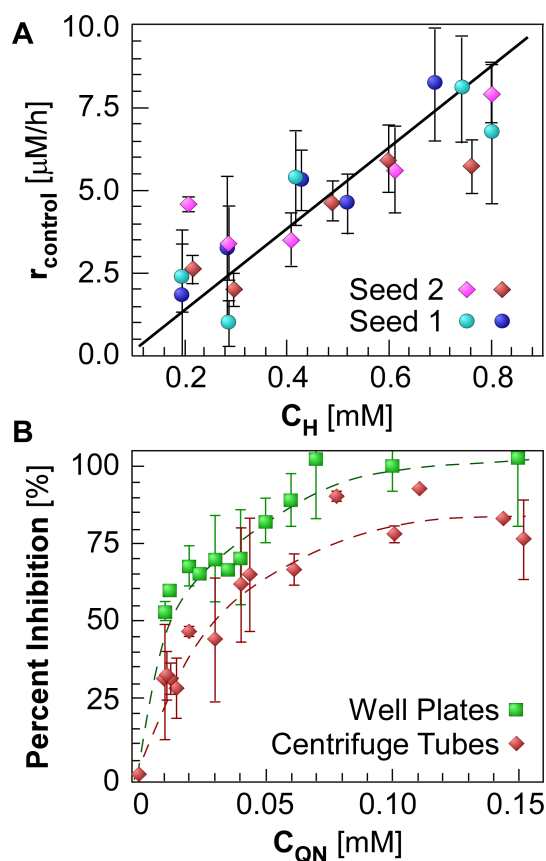 A
10.0
7.5
5.0
2.5
0.0
r_control [μM/h]
Seed 2
Seed 1
0.2 0.4 0.6 0.8
C_H [mM]
B
100
75
50
25
0
Percent Inhibition [%]
Well Plates
Centrifuge Tubes
0 0.05 0.10 0.15
C_QN [mM]